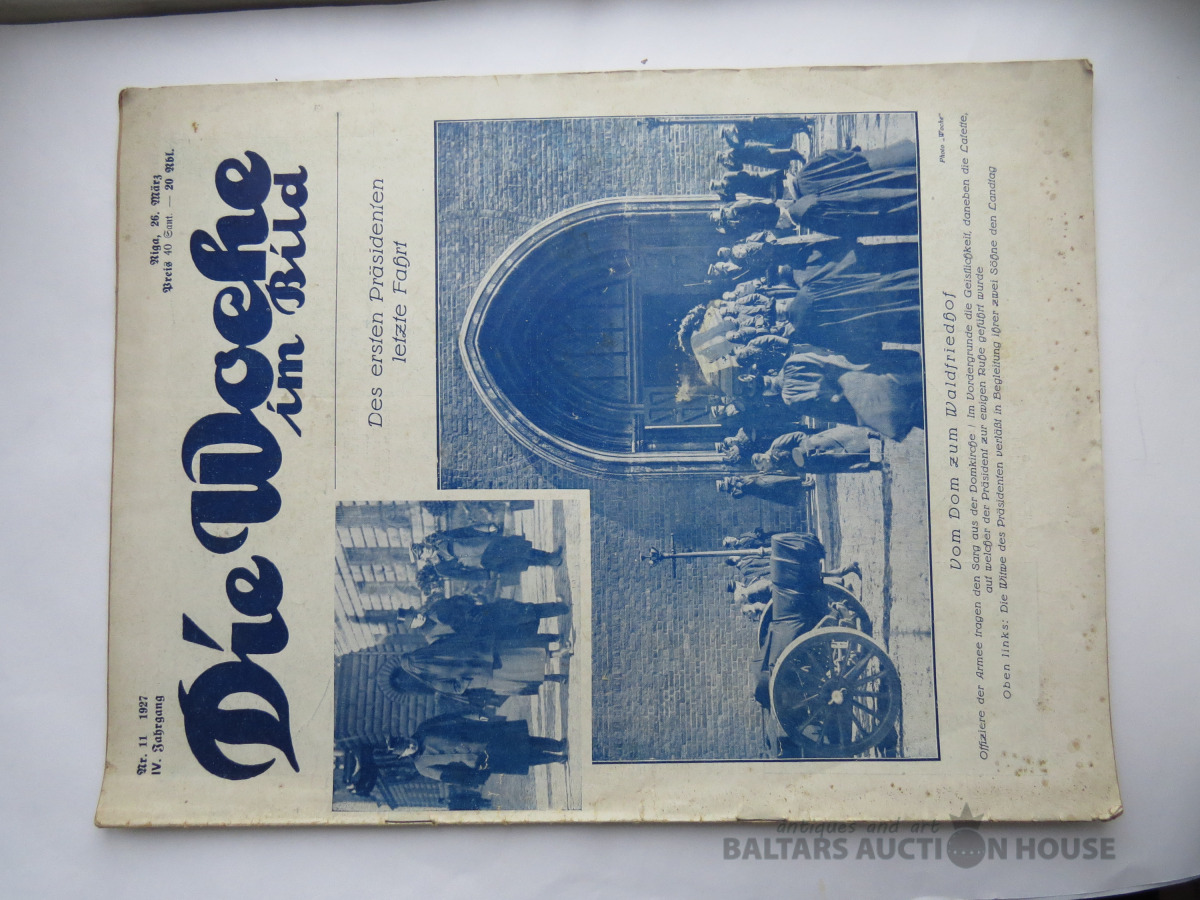 Nr. 11 1927
IV. Jahrgang
Riga, 26. März
Preis 40 Sant. — 20 Rbl.
Die Woche
im Bild
Des ersten Präsidenten
letzte Fahrt
Photo „Woche“
Vom Dom zum Waldfriedhof
Offiziere der Armee tragen den Sarg aus der Domkirche / Im Vordergrunde die Geistlichkeit, daneben die Lafette,
auf welcher der Präsident zur ewigen Ruhe geführt wurde
Oben links: Die Witwe des Präsidenten verläßt in Begleitung ihrer zwei Söhne den Landtag
antiques and art
BALTARS AUCTION HOUSE